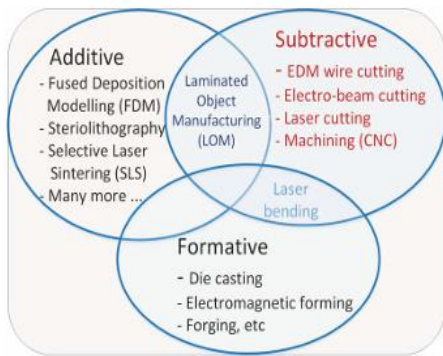 Additive
- Fused Deposition
Modelling (FDM)
- Steriolithography
- Selective Laser
Sintering (SLS)
- Many more ...
Laminated
Object
Manufacturing
(LOM)
Subtractive
- EDM wire cutting
- Electro-beam cutting
- Laser cutting
- Machining (CNC)
Laser
bending
Formative
- Die casting
- Electromagnetic forming
- Forging, etc